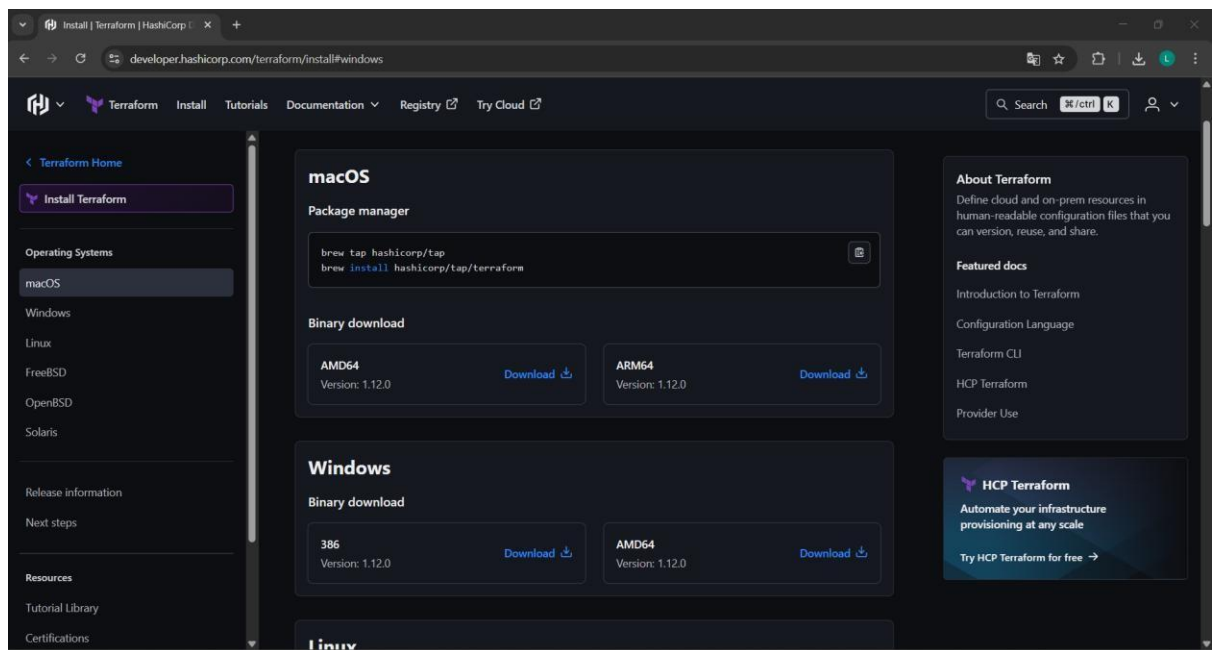 Install | Terraform | HashiCorp D
developer.hashicorp.com/terraform/install#windows
L
Terraform Install Tutorials Documentation Registry Try Cloud
Search ⌘/ctrl K
Terraform Home
Install Terraform
Operating Systems
macOS
Windows
Linux
FreeBSD
OpenBSD
Solaris
Release information
Next steps
Resources
Tutorial Library
Certifications
macOS
Package manager
brew tap hashicorp/tap
brew install hashicorp/tap/terraform
Binary download
AMD64
Version: 1.12.0
Download
ARM64
Version: 1.12.0
Download
Windows
Binary download
386
Version: 1.12.0
Download
AMD64
Version: 1.12.0
Download
Linux
About Terraform
Define cloud and on-prem resources in
human-readable configuration files that you
can version, reuse, and share.
Featured docs
Introduction to Terraform
Configuration Language
Terraform CLI
HCP Terraform
Provider Use
HCP Terraform
Automate your infrastructure
provisioning at any scale
Try HCP Terraform for free →